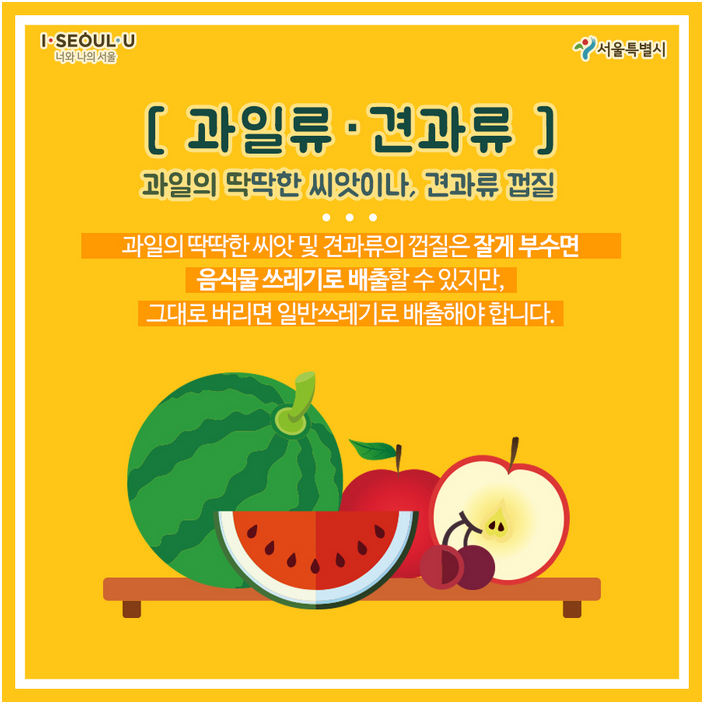 I·SEOUL·U
너와 나의 서울
서울특별시
[ 과일류·견과류 ]
과일의 딱딱한 씨앗이나, 견과류 껍질
과일의 딱딱한 씨앗 및 견과류의 껍질은 잘게 부수면
음식물 쓰레기로 배출할 수 있지만,
그대로 버리면 일반쓰레기로 배출해야 합니다.